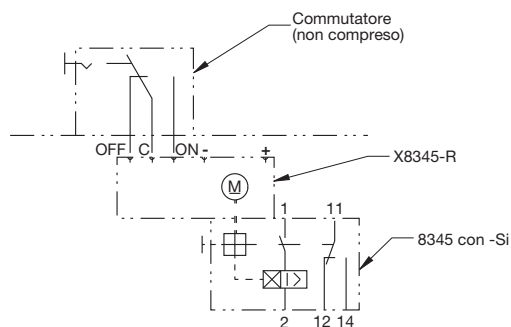 Commutatore
(non compreso)
OFF C ON - +
X8345-R
M
1 11
8345 con -Si
I>
2 12 14